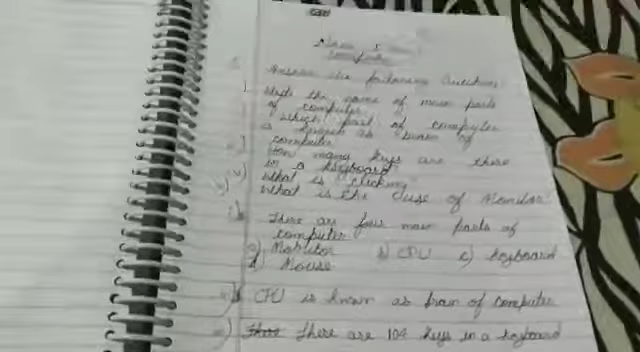 Answer the following Question
State the name of main parts
of computer
which part of computer
is known as brain of
computer
How many keys are there
in a keyboard
What is "clicking"
What is the use of Monitor
There are four main parts of
computer
a) Monitor b) CPU c) keyboard
d) Mouse
CPU is known as brain of computer
There There are 104 keys in a keyboard